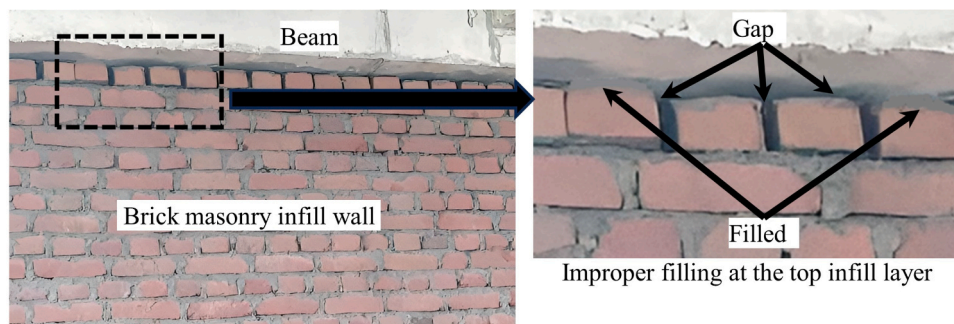 Beam
Brick masonry infill wall
Gap
Filled
Improper filling at the top infill layer